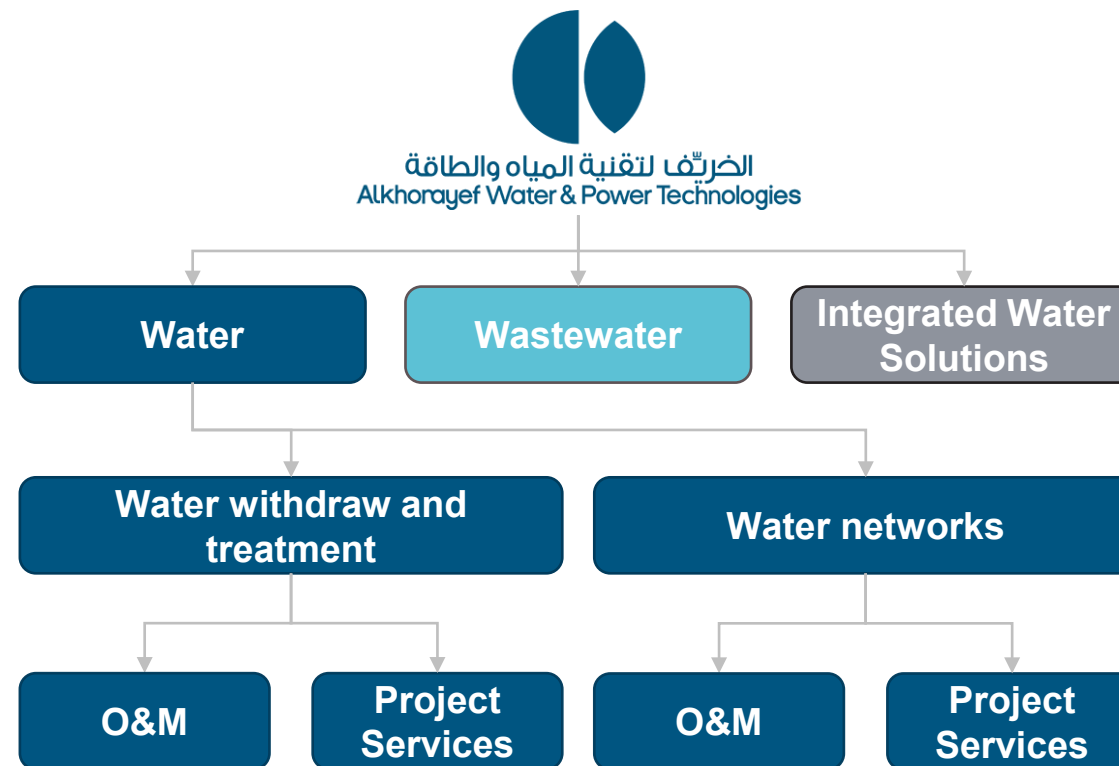 الخريّف لتقنية المياه والطاقة
Alkhorayef Water & Power Technologies
Water
Wastewater
Integrated Water
Solutions
Water withdraw and
treatment
Water networks
O&M
Project
Services
O&M
Project
Services